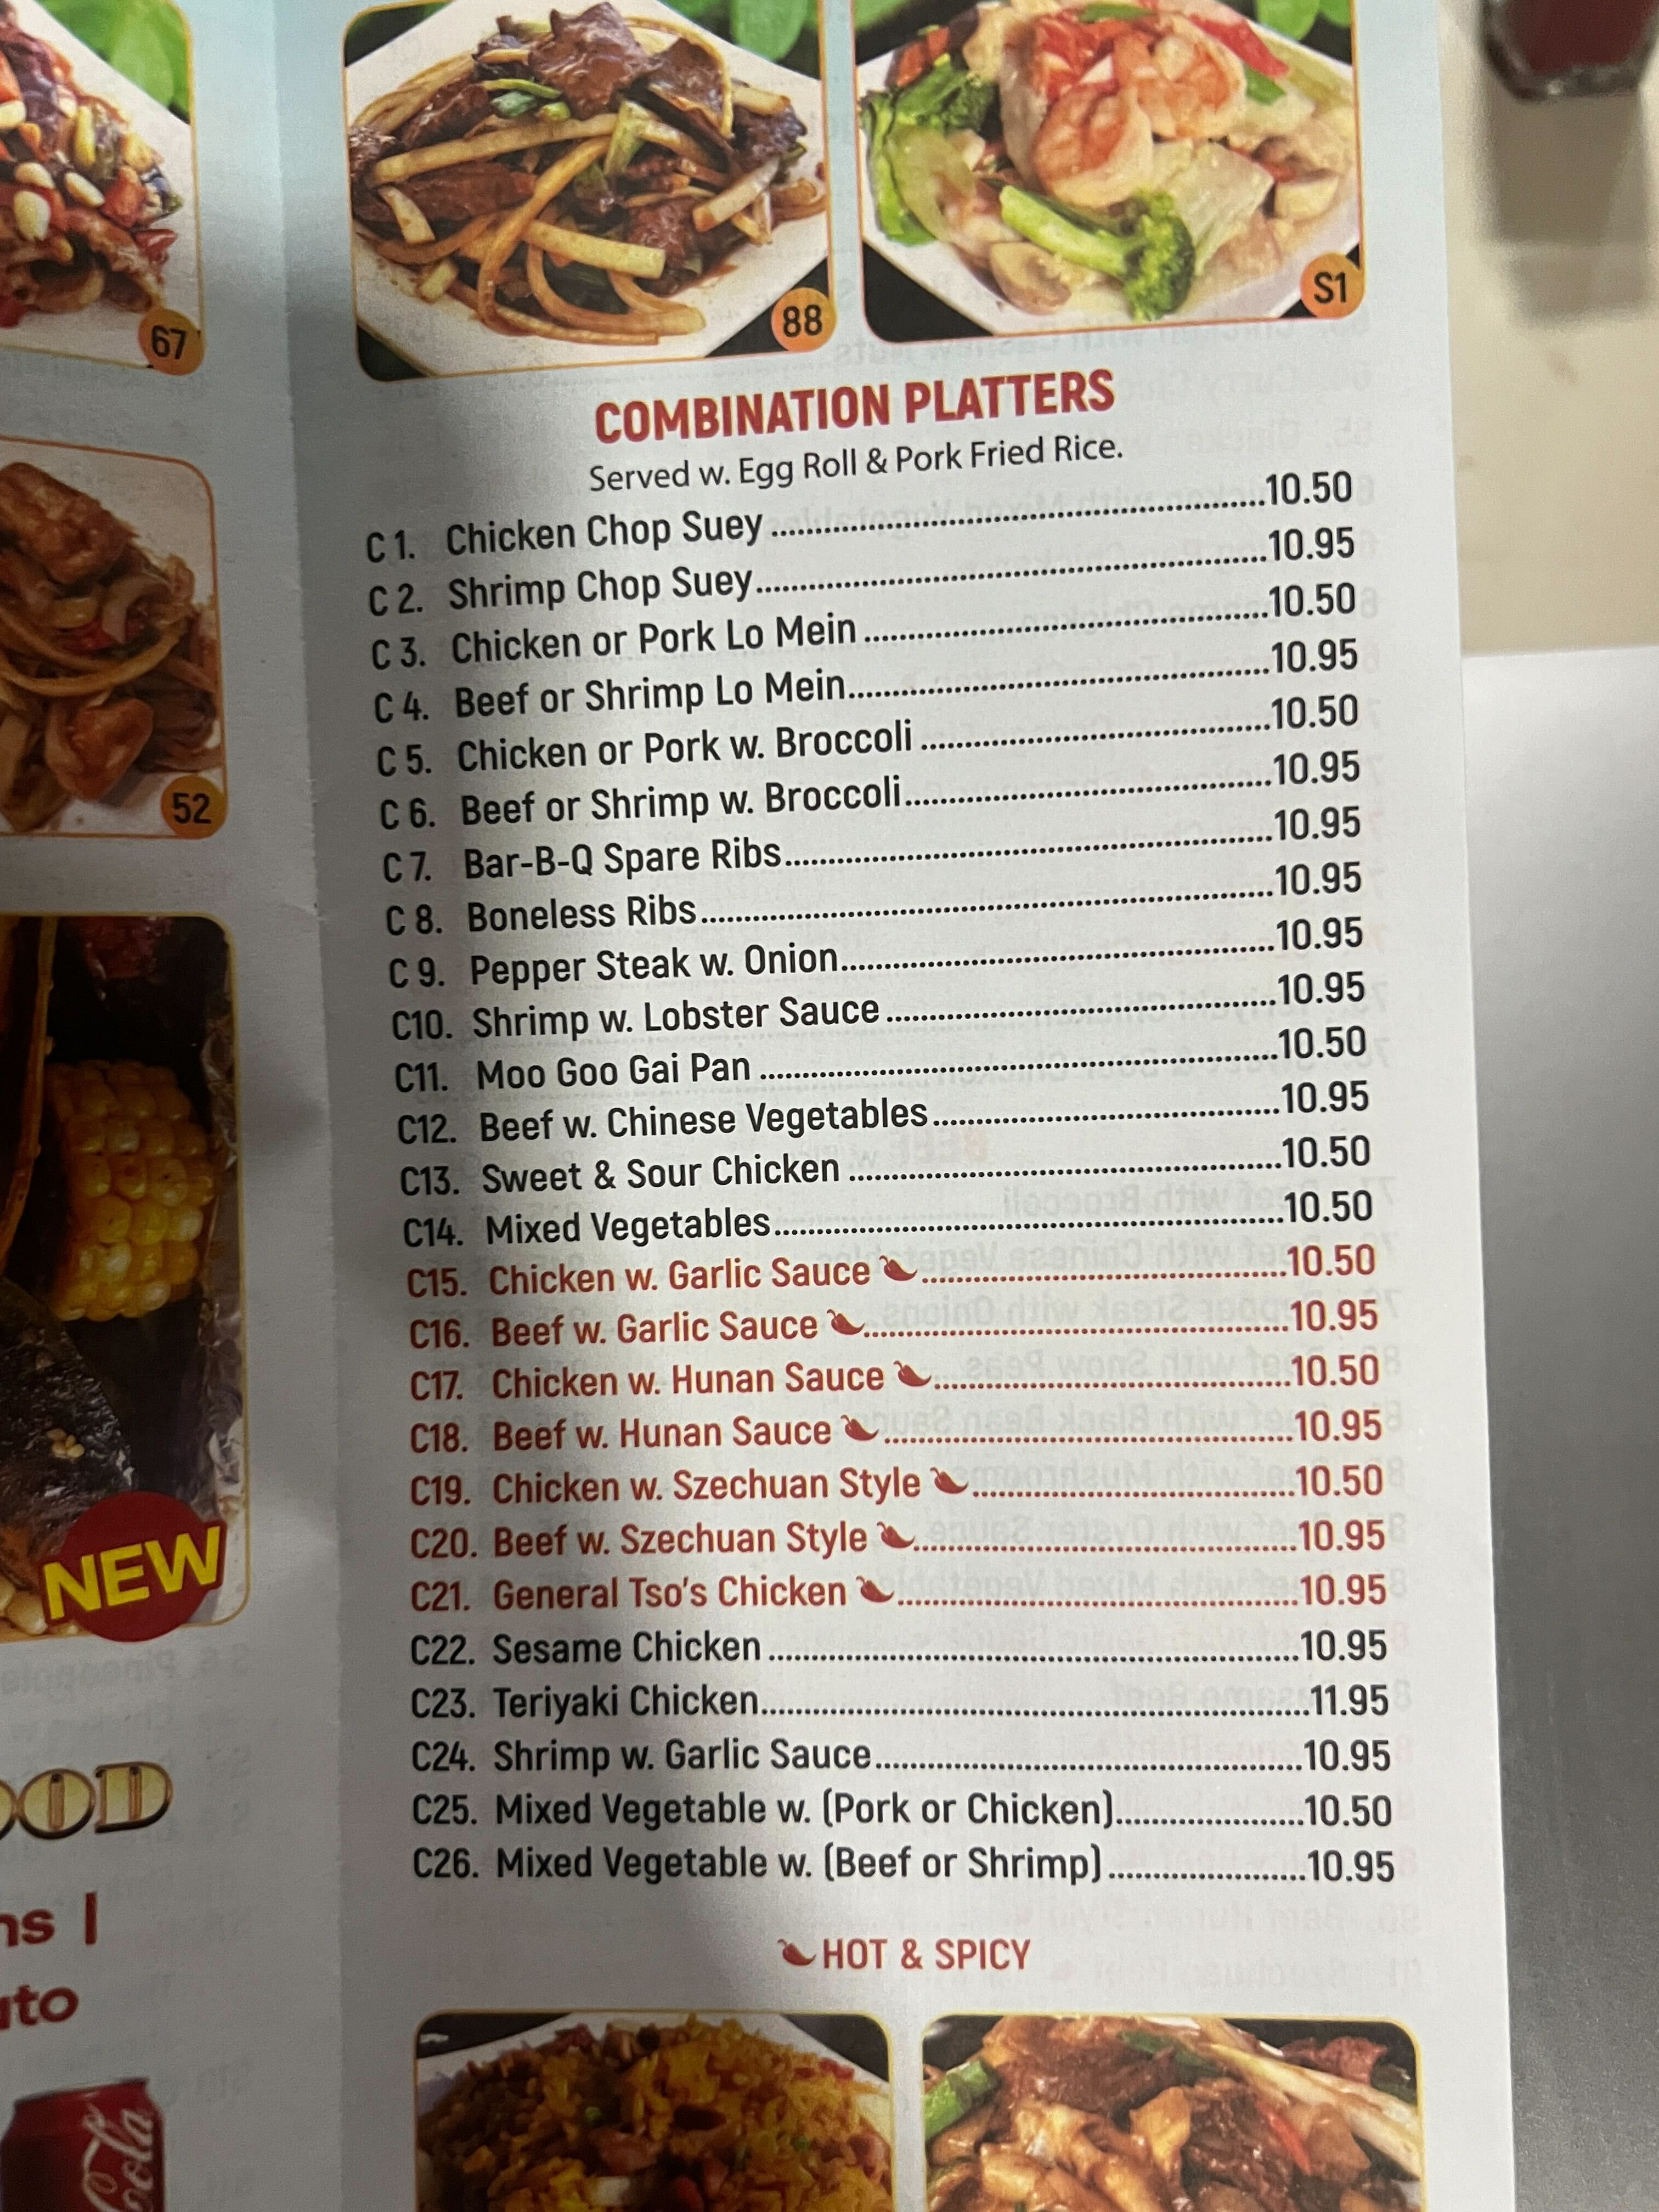 67
88
S1
52
NEW
COMBINATION PLATTERS
Served w. Egg Roll & Pork Fried Rice.
C 1. Chicken Chop Suey ..........10.50
C 2. Shrimp Chop Suey..........10.95
C 3. Chicken or Pork Lo Mein ..........10.50
C 4. Beef or Shrimp Lo Mein..........10.95
C 5. Chicken or Pork w. Broccoli ..........10.50
C 6. Beef or Shrimp w. Broccoli..........10.95
C 7. Bar-B-Q Spare Ribs..........10.95
C 8. Boneless Ribs..........10.95
C 9. Pepper Steak w. Onion..........10.95
C10. Shrimp w. Lobster Sauce ..........10.95
C11. Moo Goo Gai Pan ..........10.50
C12. Beef w. Chinese Vegetables..........10.95
C13. Sweet & Sour Chicken ..........10.50
C14. Mixed Vegetables..........10.50
C15. Chicken w. Garlic Sauce ..........10.50
C16. Beef w. Garlic Sauce ..........10.95
C17. Chicken w. Hunan Sauce ..........10.50
C18. Beef w. Hunan Sauce ..........10.95
C19. Chicken w. Szechuan Style ..........10.50
C20. Beef w. Szechuan Style ..........10.95
C21. General Tso's Chicken ..........10.95
C22. Sesame Chicken ..........10.95
C23. Teriyaki Chicken..........11.95
C24. Shrimp w. Garlic Sauce..........10.95
C25. Mixed Vegetable w. (Pork or Chicken)..........10.50
C26. Mixed Vegetable w. (Beef or Shrimp)..........10.95
HOT & SPICY
Cola